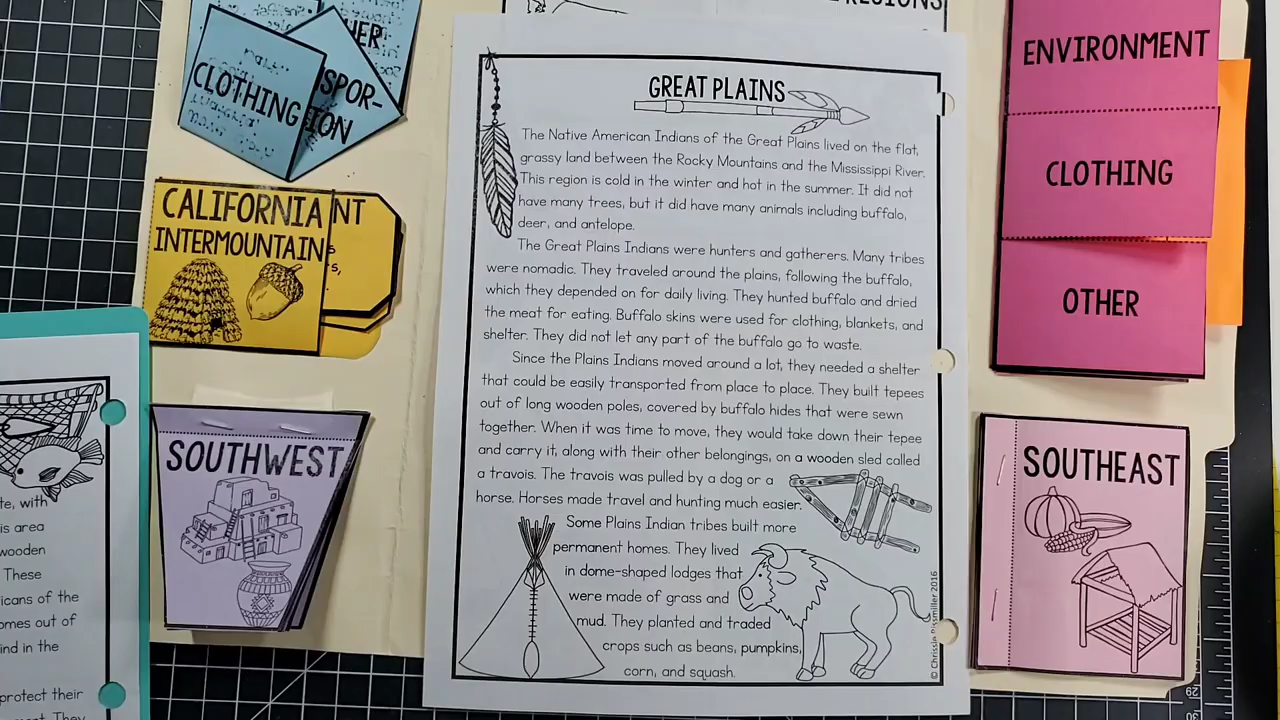 REGIONS
HER
CLOTHING
SPOR-
ION
CALIFORNIA
INTERMOUNTAIN
NT
s,
SOUTHWEST
te, with
is area
wooden
These
icans of the
omes out of
ind in the
protect their
ment. They
GREAT PLAINS
The Native American Indians of the Great Plains lived on the flat,
grassy land between the Rocky Mountains and the Mississippi River.
This region is cold in the winter and hot in the summer. It did not
have many trees, but it did have many animals including buffalo,
deer, and antelope.
The Great Plains Indians were hunters and gatherers. Many tribes
were nomadic. They traveled around the plains, following the buffalo,
which they depended on for daily living. They hunted buffalo and dried
the meat for eating. Buffalo skins were used for clothing, blankets, and
shelter. They did not let any part of the buffalo go to waste.
Since the Plains Indians moved around a lot, they needed a shelter
that could be easily transported from place to place. They built tepees
out of long wooden poles, covered by buffalo hides that were sewn
together. When it was time to move, they would take down their tepee
and carry it, along with their other belongings, on a wooden sled called
a travois. The travois was pulled by a dog or a
horse. Horses made travel and hunting much easier.
Some Plains Indian tribes built more
permanent homes. They lived
in dome-shaped lodges that
were made of grass and
mud. They planted and traded
crops such as beans, pumpkins,
corn, and squash.
2016
ENVIRONMENT
CLOTHING
OTHER
SOUTHEAST
29
30